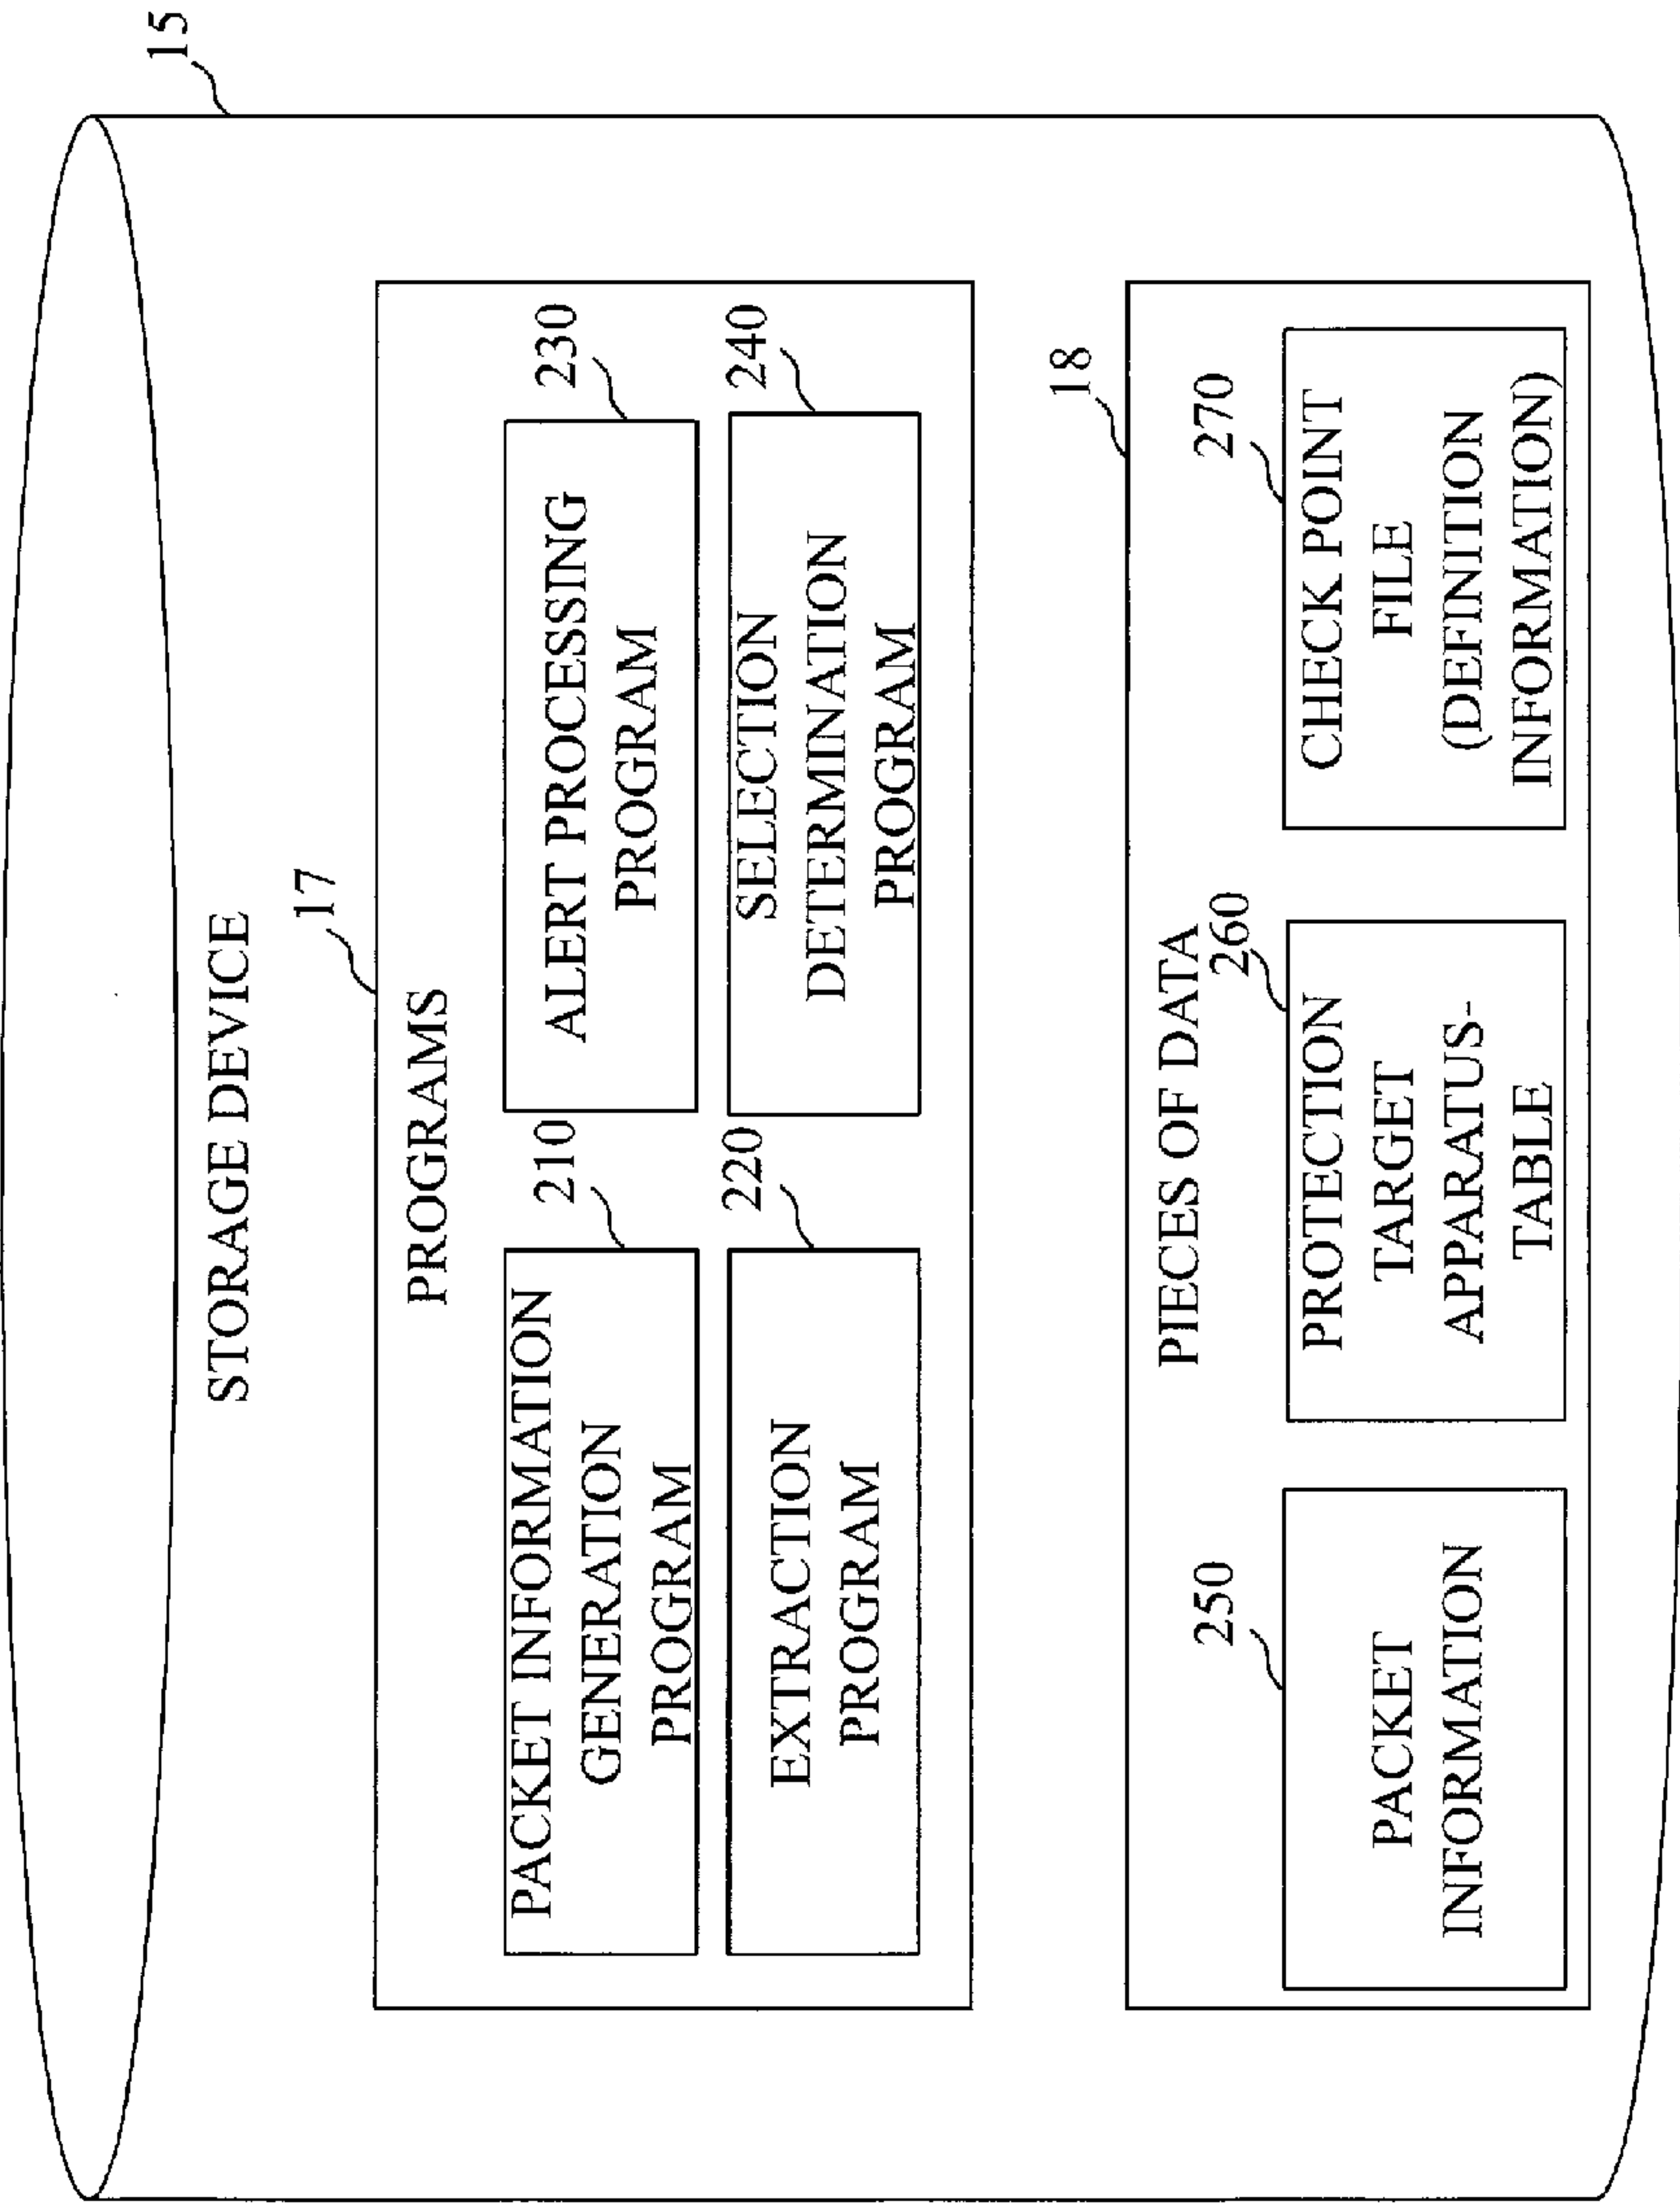 15
STORAGE DEVICE
17
PROGRAMS
210
PACKET INFORMATION
GENERATION
PROGRAM
230
ALERT PROCESSING
PROGRAM
220
EXTRACTION
PROGRAM
240
SELECTION
DETERMINATION
PROGRAM
18
PIECES OF DATA
250
PACKET
INFORMATION
260
PROTECTION
TARGET
APPARATUS-
TABLE
270
CHECK POINT
FILE
(DEFINITION
INFORMATION)